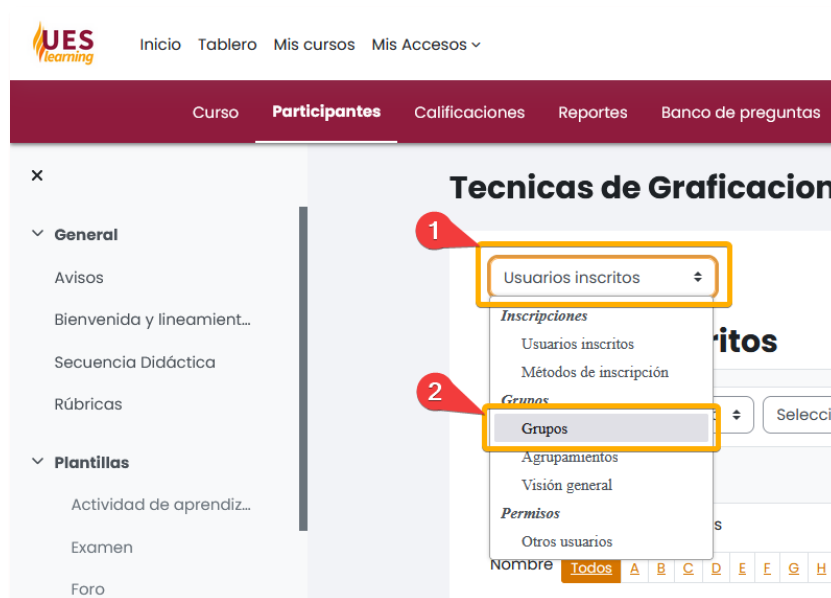 UES
learning
Inicio Tablero Mis cursos Mis Accesos
Curso Participantes Calificaciones Reportes Banco de preguntas
Tecnicas de Graficacion
General
Avisos
Bienvenida y lineamient...
Secuencia Didáctica
Rúbricas
Plantillas
Actividad de aprendiz...
Examen
Foro
1
Usuarios inscritos
Inscripciones
Usuarios inscritos
ritos
Métodos de inscripción
2
Grupos
Grupos
Selecci
Agrupamientos
Visión general
Permisos
s
Otros usuarios
Nombre Todos A B C D E F G H